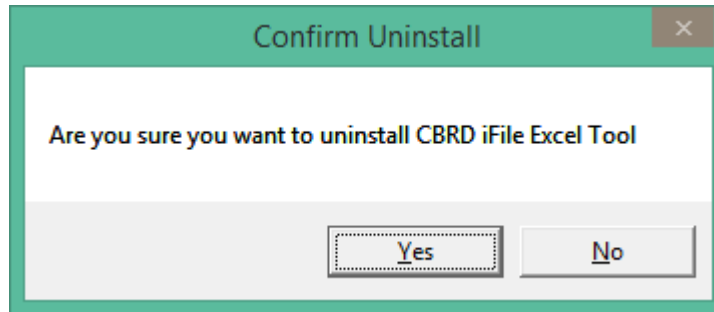 Confirm Uninstall
Are you sure you want to uninstall CBRD iFile Excel Tool
Yes No